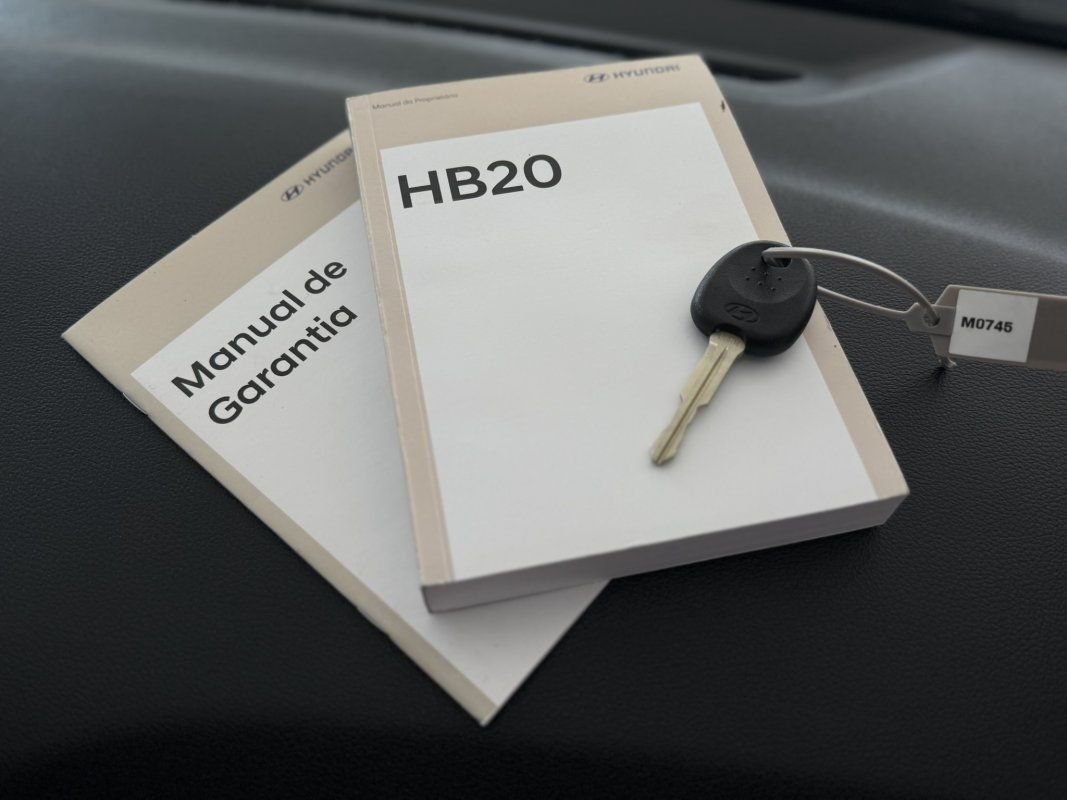 Manual do Proprietário
HYUNDAI
HB20
HYUNDAI
Manual de
Garantia
M0745